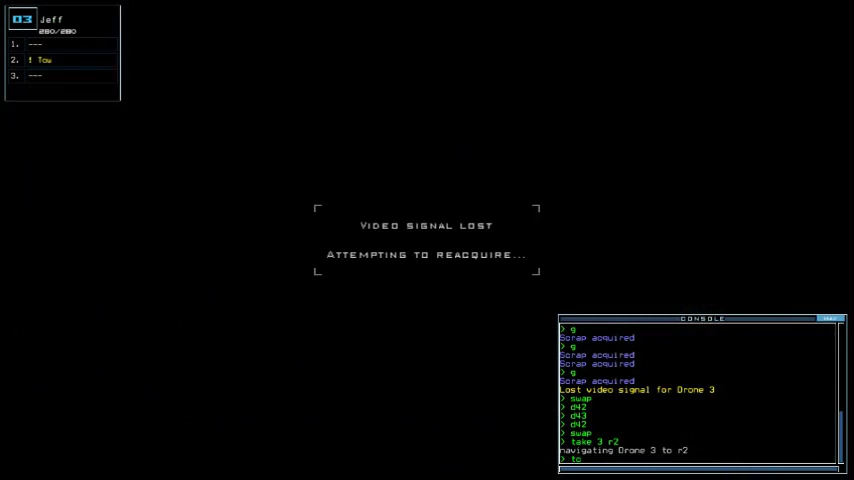 03 Jeff
280/280
1. ---
2. ! Tow
3. ---
VIDEO SIGNAL LOST
ATTEMPTING TO REACQUIRE...
CONSOLE
> g
Scrap acquired
> g
Scrap acquired
Scrap acquired
> g
Scrap acquired
Lost video signal for Drone 3
> swap
> d42
> d43
> d42
> swap
> take 3 r2
navigating Drone 3 to r2
> to